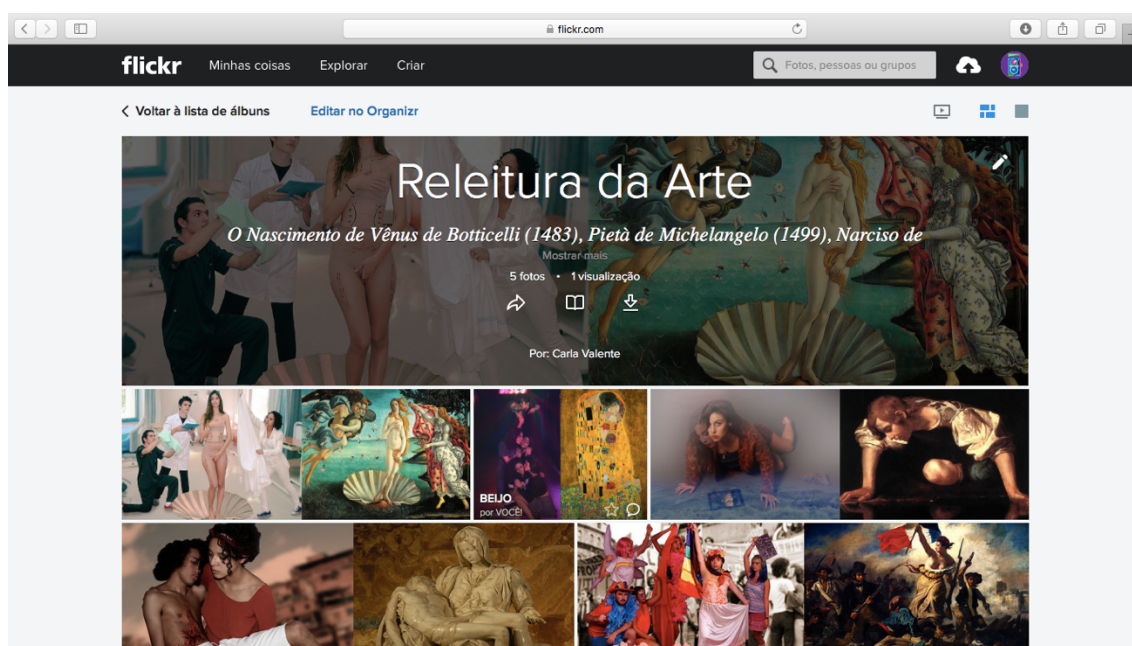 flickr.com
flickr Minhas coisas Explorar Criar Fotos, pessoas ou grupos
Voltar à lista de álbuns Editar no Organizr
Releitura da Arte
O Nascimento de Vênus de Botticelli (1483), Pietà de Michelangelo (1499), Narciso de
Mostrar mais
5 fotos • 1 visualização
Por: Carla Valente
BEIJO
por VOCÊ!